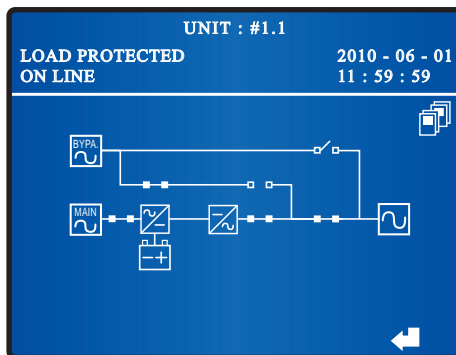 UNIT : #1.1
LOAD PROTECTED
2010 - 06 - 01
ON LINE
11 : 59 : 59
BYPA.
MAIN